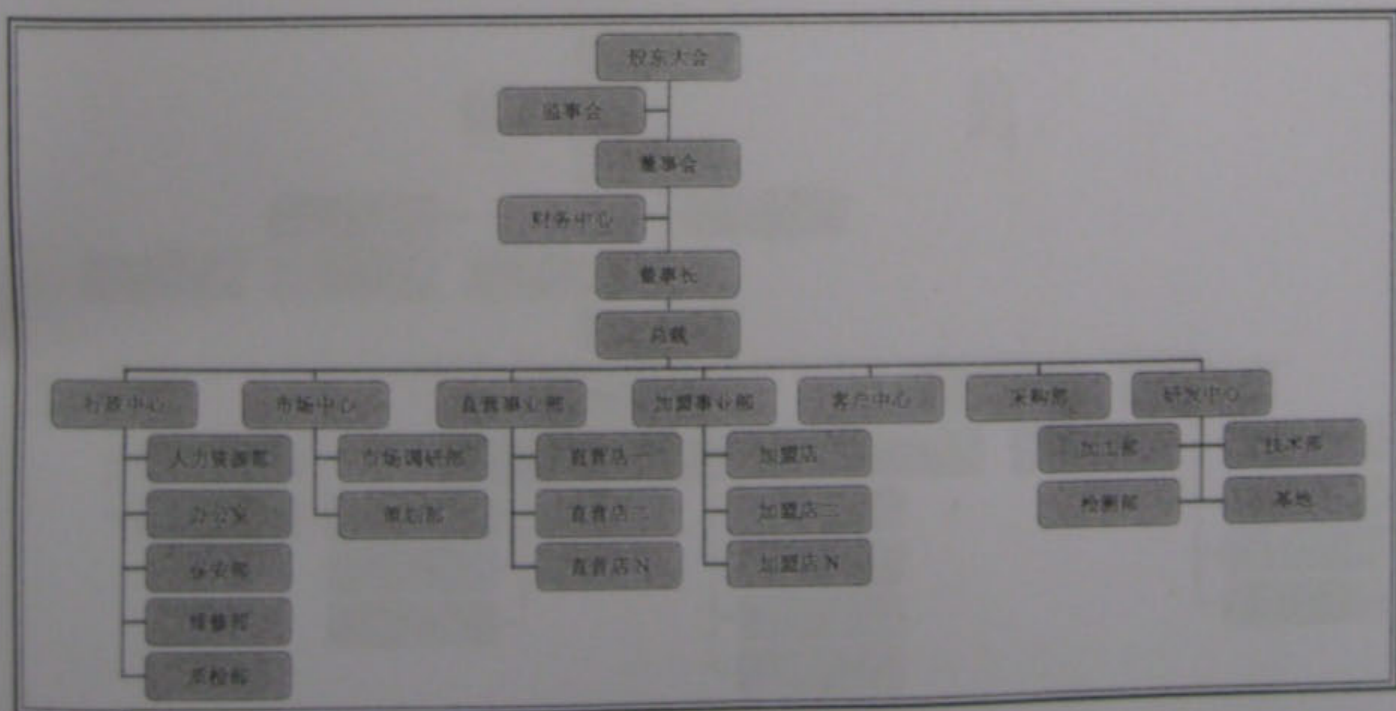 股东大会
监事会
董事会
财务中心
董事长
总裁
行政中心
市场中心
直营事业部
加盟事业部
客户中心
采购部
研发中心
人力资源部
市场调研部
直营店一
加盟店一
加工部
技术部
办公室
策划部
直营店二
加盟店二
检测部
基地
保安部
直营店 N
加盟店 N
维修部
质检部